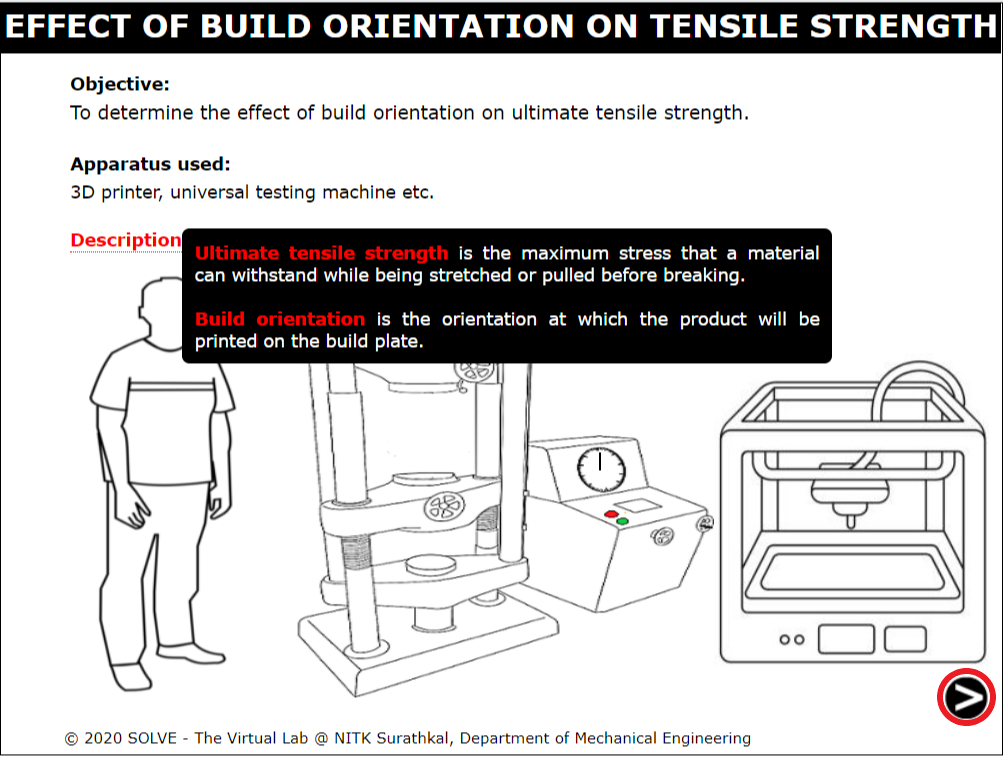 EFFECT OF BUILD ORIENTATION ON TENSILE STRENGTH
Objective:
To determine the effect of build orientation on ultimate tensile strength.
Apparatus used:
3D printer, universal testing machine etc.
Description
Ultimate tensile strength is the maximum stress that a material
can withstand while being stretched or pulled before breaking.
Build orientation is the orientation at which the product will be
printed on the build plate.
© 2020 SOLVE - The Virtual Lab @ NITK Surathkal, Department of Mechanical Engineering